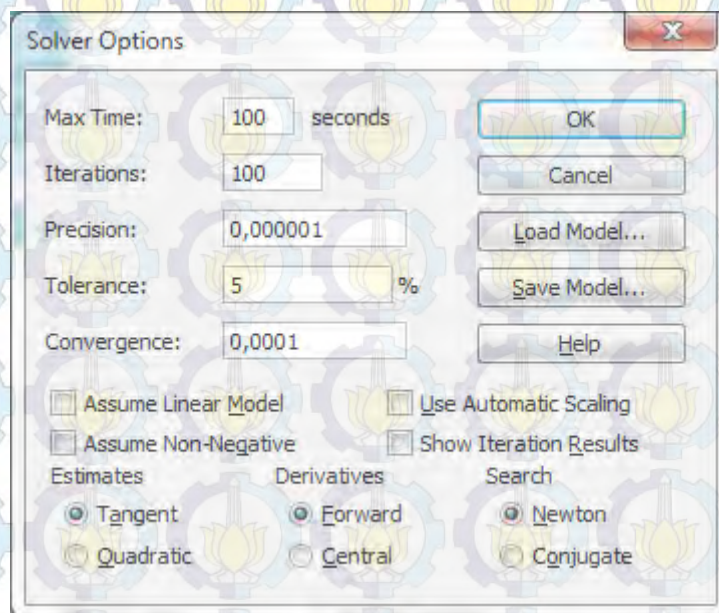 Solver Options
Max Time: 100 seconds OK
Iterations: 100 Cancel
Precision: 0,000001 Load Model...
Tolerance: 5 % Save Model...
Convergence: 0,0001 Help
Assume Linear Model Use Automatic Scaling
Assume Non-Negative Show Iteration Results
Estimates Derivatives Search
Tangent Forward Newton
Quadratic Central Conjugate